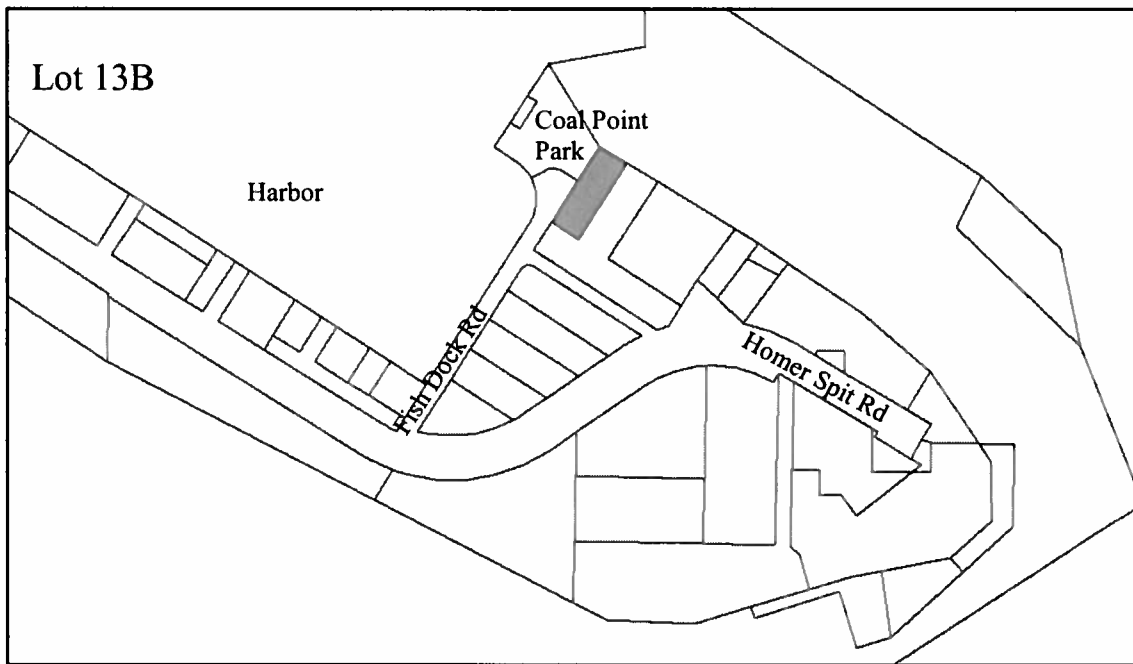 Lot 13B
Coal Point
Park
Harbor
Fish Dock Rd
Homer Spit Rd